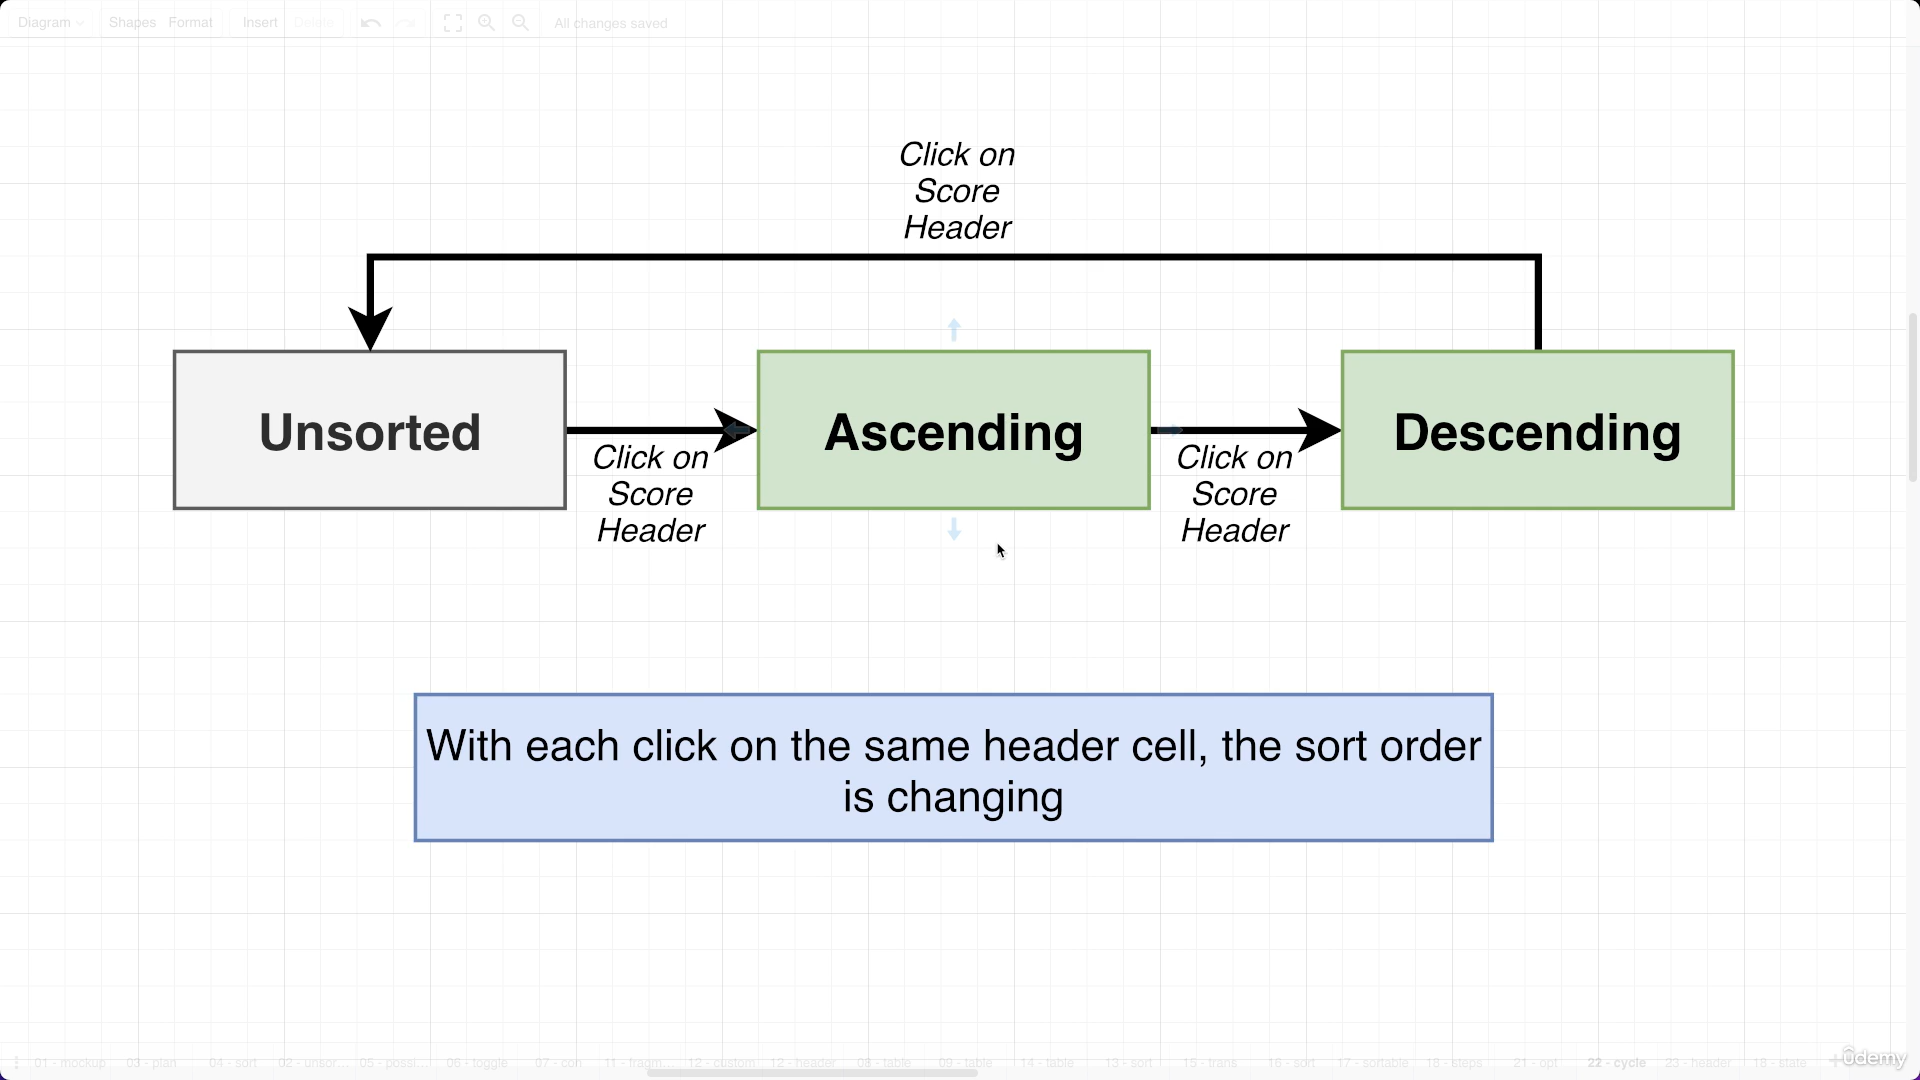 Diagram Shapes Format Insert Delete All changes saved
Click on
Score
Header
Unsorted
Ascending
Descending
Click on
Score
Header
Click on
Score
Header
With each click on the same header cell, the sort order
is changing
01 - mockup 03 - plan 04 - sort 02 - unsor... 05 - possi... 06 - toggle 07 - con 11 - fragm... 12 - custom 12 - header 08 - table 09 - table 14 - table 13 - sort 15 - trans 16 - sort 17 - sortable 18 - steps 21 - opt 22 - cycle 23 - header 18 - state
ûdemy